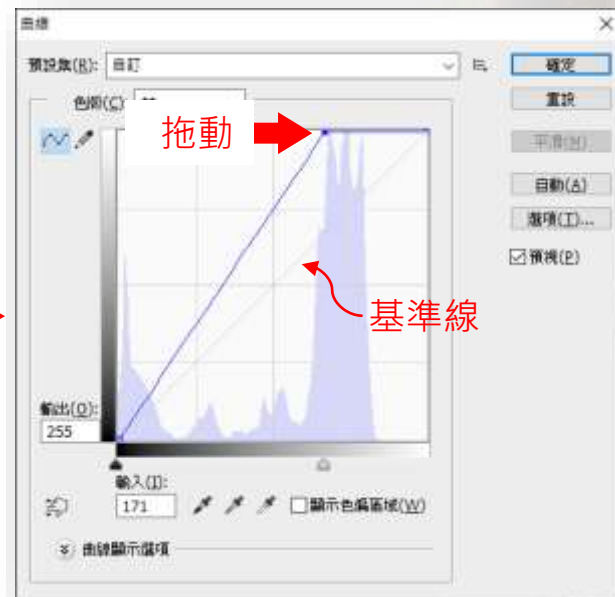 曲線
預設集(R): 自訂
確定
色版(C):
重設
拖動
平滑(M)
自動(A)
選項(T)...
預視(P)
基準線
輸出(O):
255
輸入(I):
171
顯示色偏區域(W)
曲線顯示選項